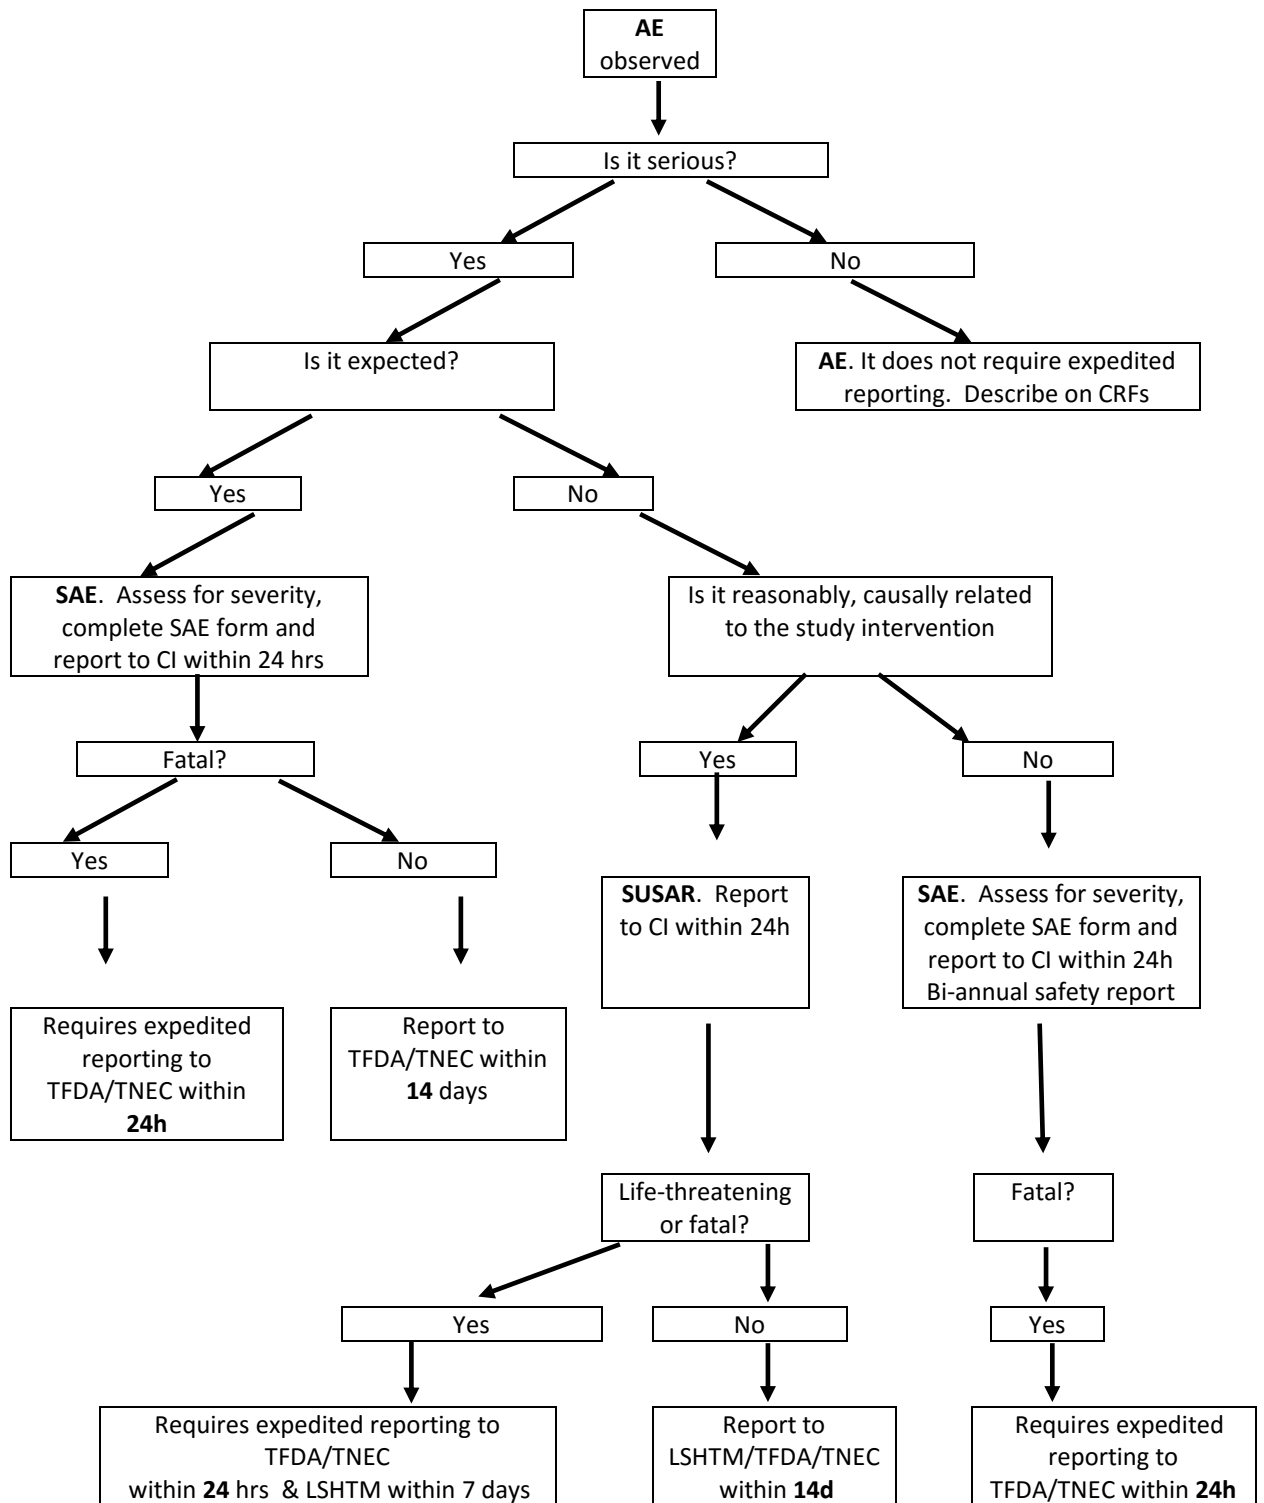 AE
observed
Is it serious?
Yes
No
Is it expected?
AE. It does not require expedited
reporting.  Describe on CRFs
Yes
No
SAE.  Assess for severity,
complete SAE form and
report to CI within 24 hrs
Is it reasonably, causally related
to the study intervention
Fatal?
Yes
No
Yes
No
SUSAR.  Report
to CI within 24h
SAE.  Assess for severity,
complete SAE form and
report to CI within 24h
Bi-annual safety report
Requires expedited
reporting to
TFDA/TNEC within
24h
Report to
TFDA/TNEC within
14 days
Life-threatening
or fatal?
Fatal?
Yes
No
Yes
Requires expedited reporting to
TFDA/TNEC
within 24 hrs  & LSHTM within 7 days
Report to
LSHTM/TFDA/TNEC
within 14d
Requires expedited
reporting to
TFDA/TNEC within 24h